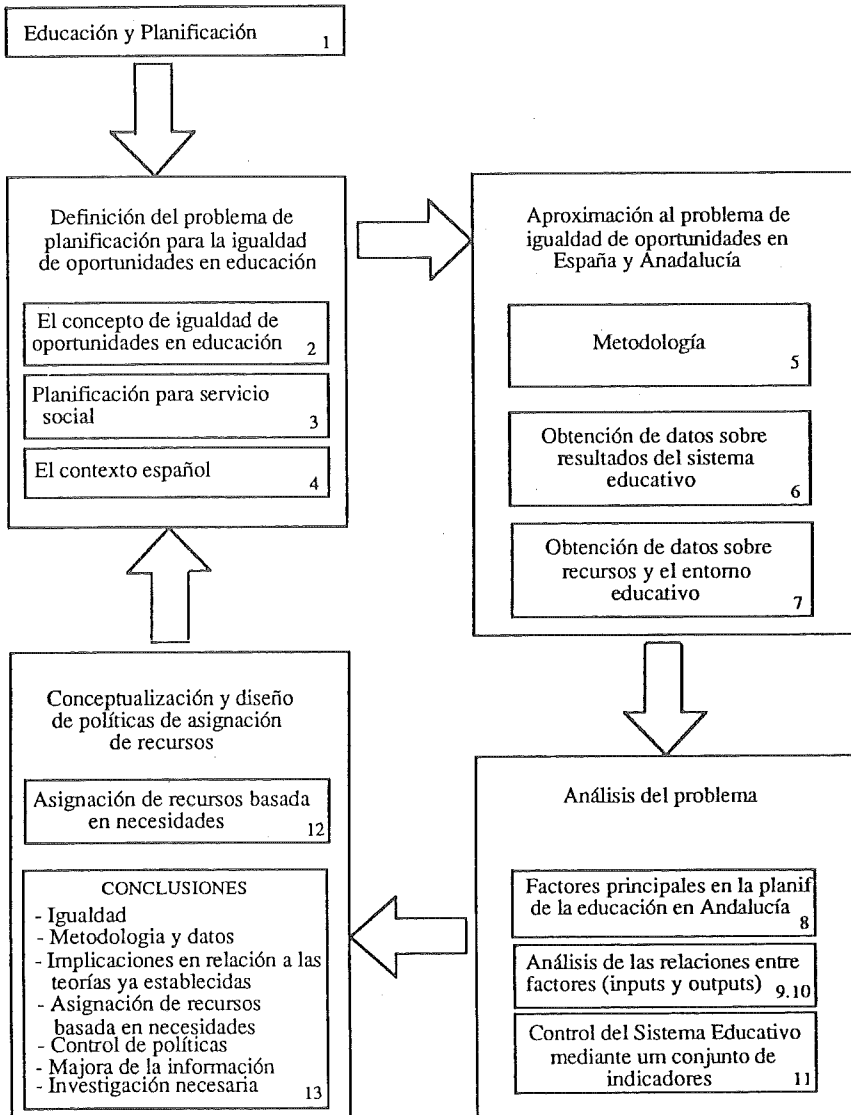 Educación y Planificación
1
Definición del problema de
planificación para la igualdad
de oportunidades en educación
El concepto de igualdad de
oportunidades en educación
2
Planificación para servicio
social
3
El contexto español
4
Aproximación al problema de
igualdad de oportunidades en
España y Anadalucía
Metodología
5
Obtención de datos sobre
resultados del sistema
educativo
6
Obtención de datos sobre
recursos y el entorno
educativo
7
Conceptualización y diseño
de políticas de asignación
de recursos
Asignación de recursos basada
en necesidades
12
CONCLUSIONES
- Igualdad
- Metodologia y datos
- Implicaciones en relación a las
teorías ya establecidas
- Asignación de recursos
basada en necesidades
- Control de políticas
- Majora de la información
- Investigación necesaria
13
Análisis del problema
Factores principales en la planif
de la educación en Andalucía
8
Análisis de las relaciones entre
factores (inputs y outputs)
9.10
Control del Sistema Educativo
mediante um conjunto de
indicadores
11